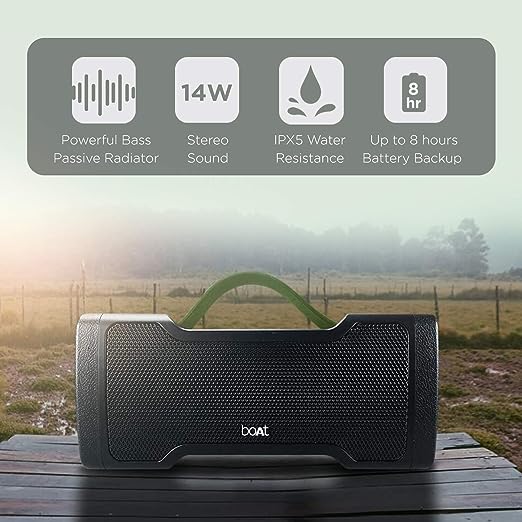 14W
8
hr
Powerful Bass
Passive Radiator
Stereo
Sound
IPX5 Water
Resistance
Up to 8 hours
Battery Backup
boAt